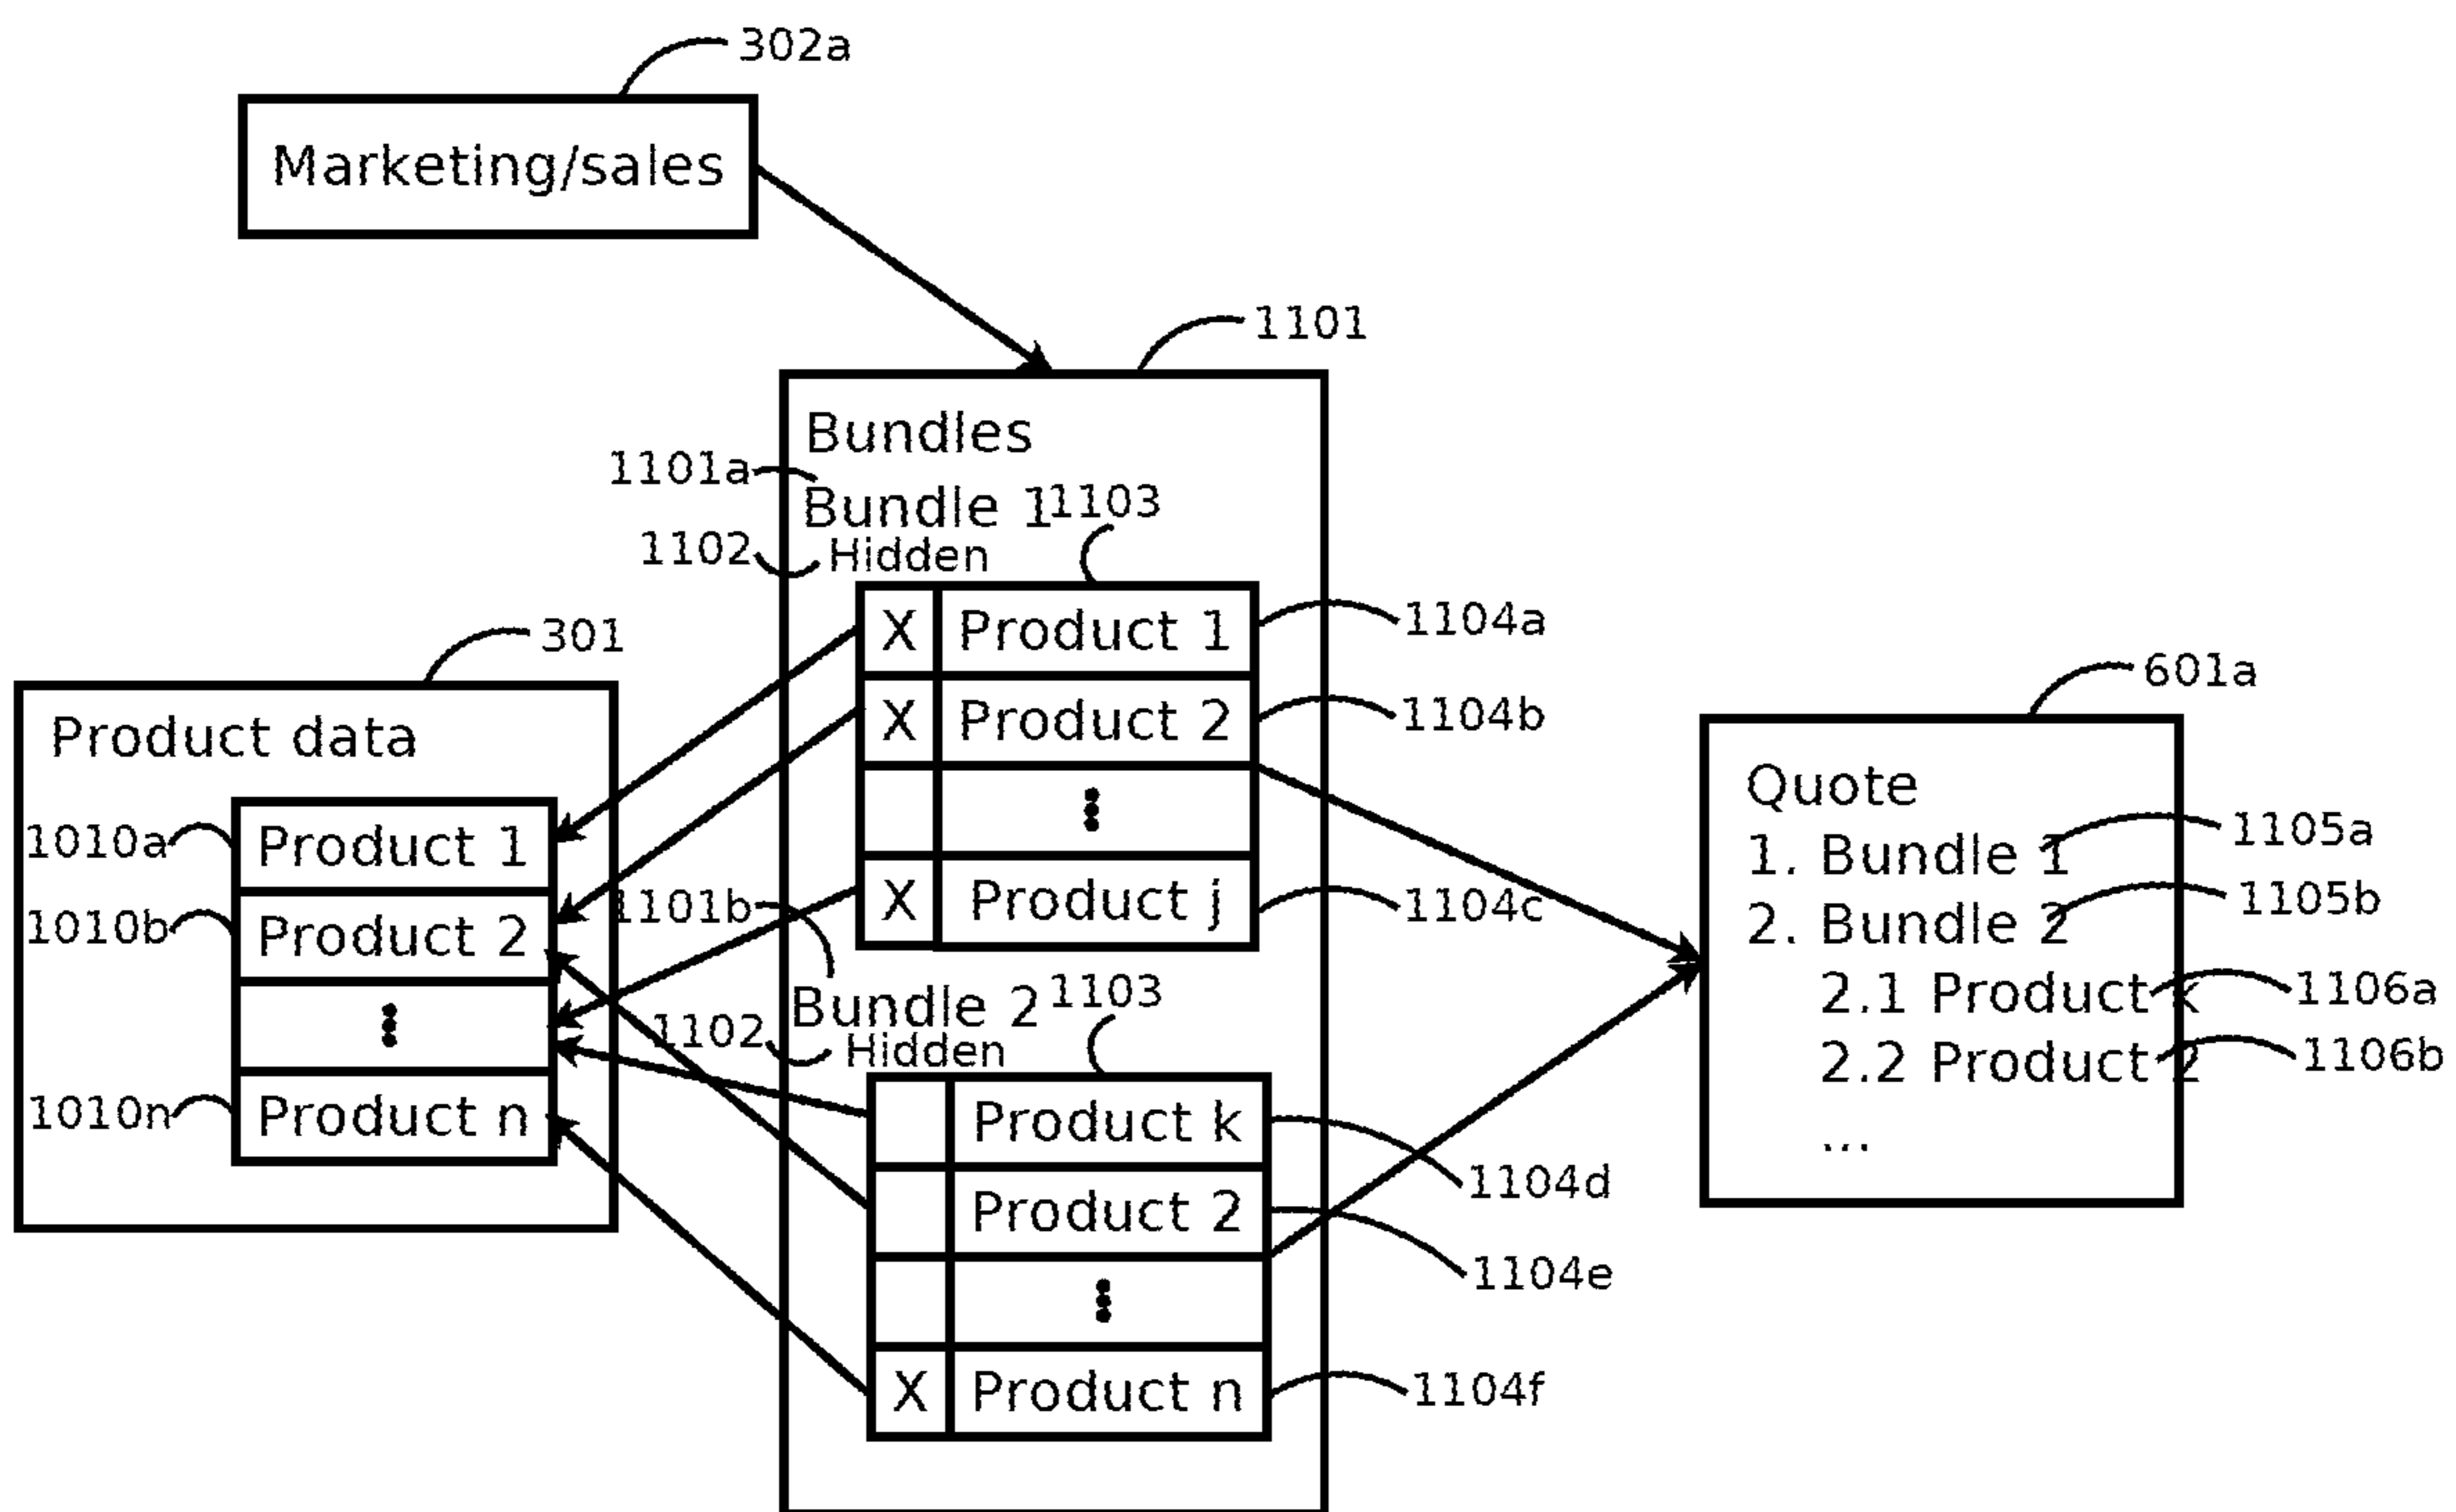 302a
Marketing/sales
1101
Bundles
1101a
Bundle 1
1103
1102
Hidden
X Product 1
1104a
X Product 2
1104b
X Product j
1104c
1101b
Bundle 2
1103
1102
Hidden
Product k
1104d
Product 2
1104e
X Product n
1104f
301
Product data
1010a
Product 1
1010b
Product 2
1010n
Product n
601a
Quote
1. Bundle 1
1105a
2. Bundle 2
1105b
2.1 Product k
1106a
2.2 Product 2
1106b
...